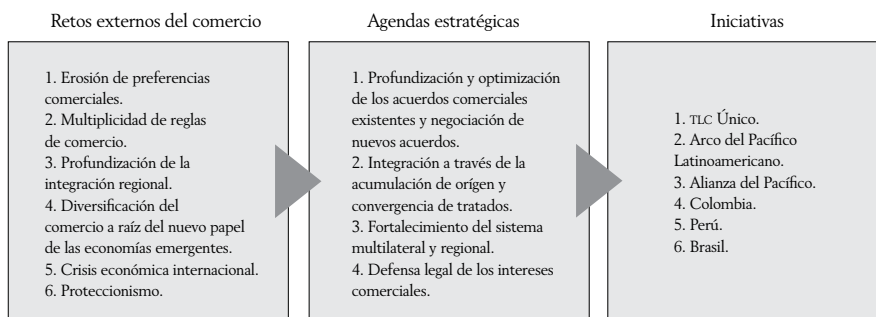 Retos externos del comercio
1. Erosión de preferencias
comerciales.
2. Multiplicidad de reglas
de comercio.
3. Profundización de la
integración regional.
4. Diversificación del
comercio a raíz del nuevo papel
de las economías emergentes.
5. Crisis económica internacional.
6. Proteccionismo.
Agendas estratégicas
1. Profundización y optimización
de los acuerdos comerciales
existentes y negociación de
nuevos acuerdos.
2. Integración a través de la
acumulación de orígen y
convergencia de tratados.
3. Fortalecimiento del sistema
multilateral y regional.
4. Defensa legal de los intereses
comerciales.
Iniciativas
1. TLC Único.
2. Arco del Pacífico
Latinoamericano.
3. Alianza del Pacífico.
4. Colombia.
5. Perú.
6. Brasil.